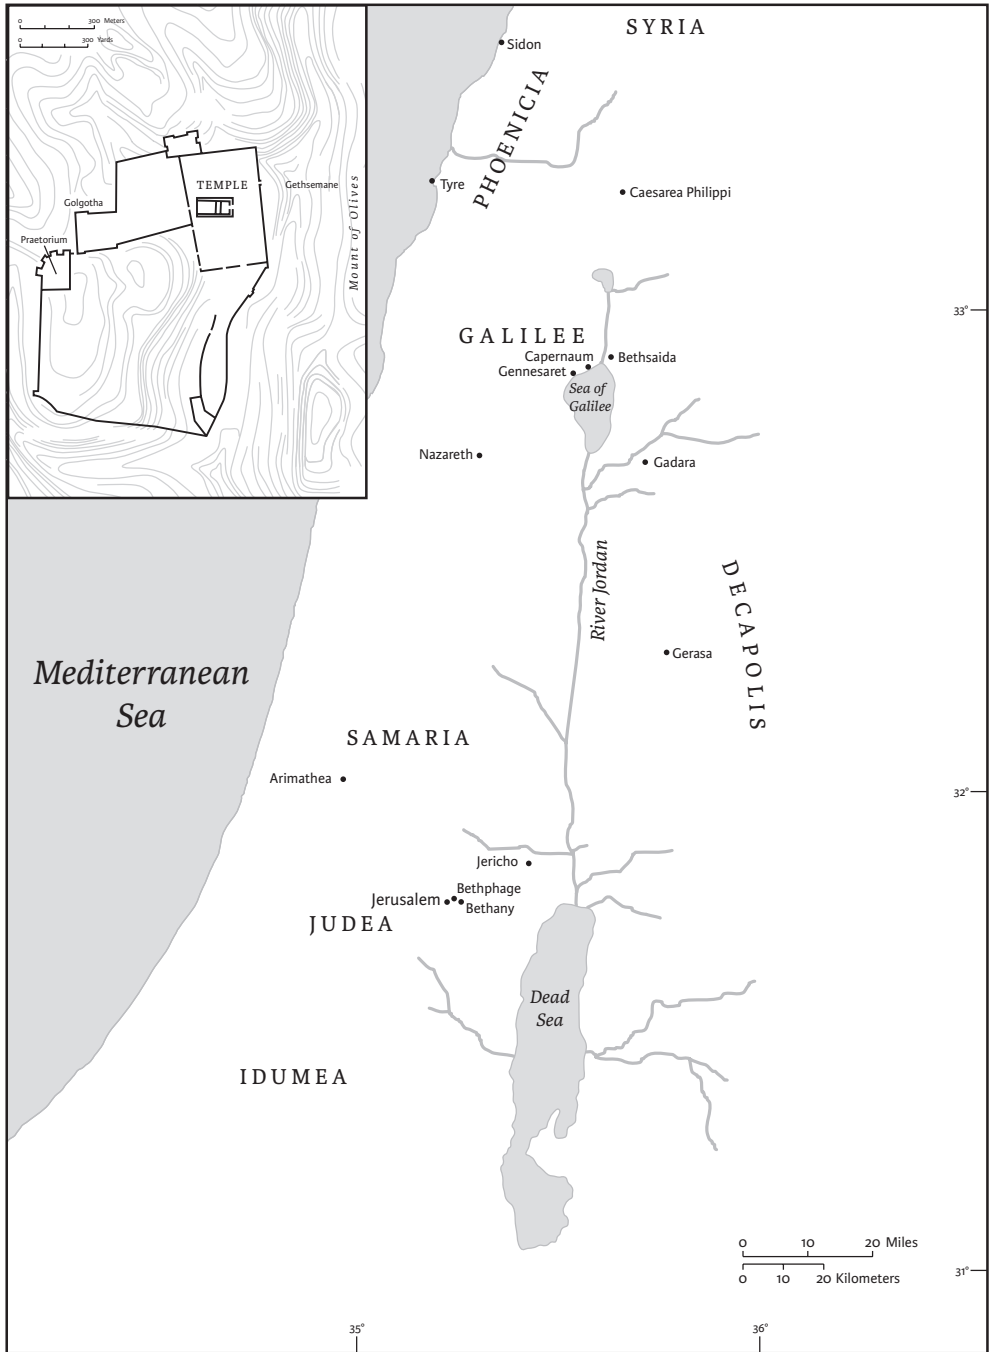 0 300 Meters
0 300 Yards
TEMPLE
Gethsemane
Golgotha
Praetorium
Mount of Olives
SYRIA
Sidon
PHOENICIA
Tyre
Caesarea Philippi
33°
GALILEE
Capernaum
Bethsaida
Gennesaret
Sea of
Galilee
Nazareth
Gadara
River Jordan
DECAPOLIS
Gerasa
Mediterranean
Sea
SAMARIA
Arimathea
32°
Jericho
Bethphage
Jerusalem
Bethany
JUDEA
Dead
Sea
IDUMEA
0 10 20 Miles
0 10 20 Kilometers
31°
35°
36°